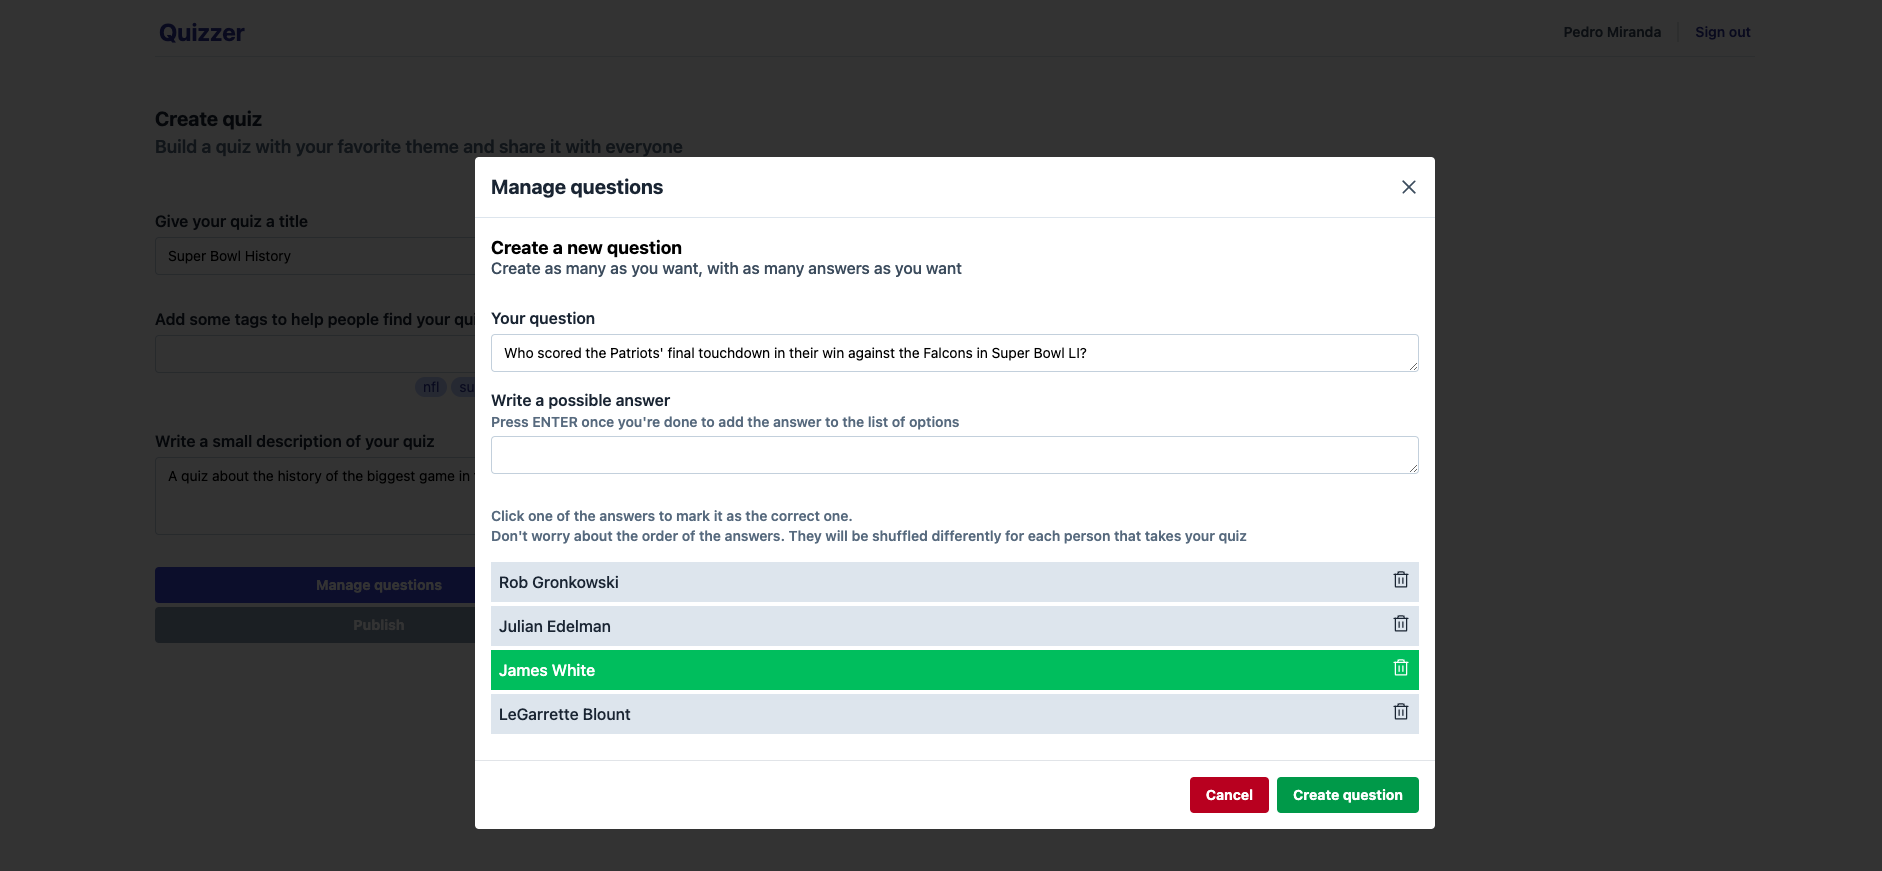 Quizzer
Pedro Miranda
Sign out
Create quiz
Build a quiz with your favorite theme and share it with everyone
Give your quiz a title
Super Bowl History
Add some tags to help people find your
nfl
Write a small description of your quiz
A quiz about the history of the biggest game in
Manage questions
Publish
Manage questions
Create a new question
Create as many as you want, with as many answers as you want
Your question
Who scored the Patriots' final touchdown in their win against the Falcons in Super Bowl LI?
Write a possible answer
Press ENTER once you're done to add the answer to the list of options
Click one of the answers to mark it as the correct one.
Don't worry about the order of the answers. They will be shuffled differently for each person that takes your quiz
Rob Gronkowski
Julian Edelman
James White
LeGarrette Blount
Cancel
Create question